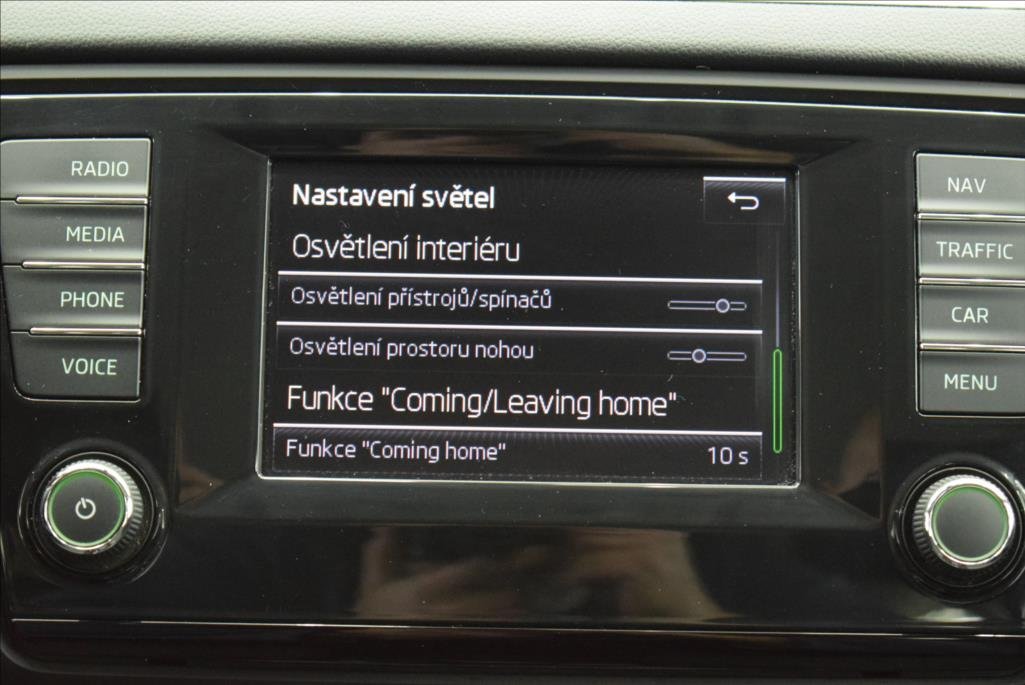 RADIO
MEDIA
PHONE
VOICE
Nastavení světel
Osvětlení interiéru
Osvětlení přístrojů/spínačů
Osvětlení prostoru nohou
Funkce "Coming/Leaving home"
Funkce "Coming home" 10 s
NAV
TRAFFIC
CAR
MENU